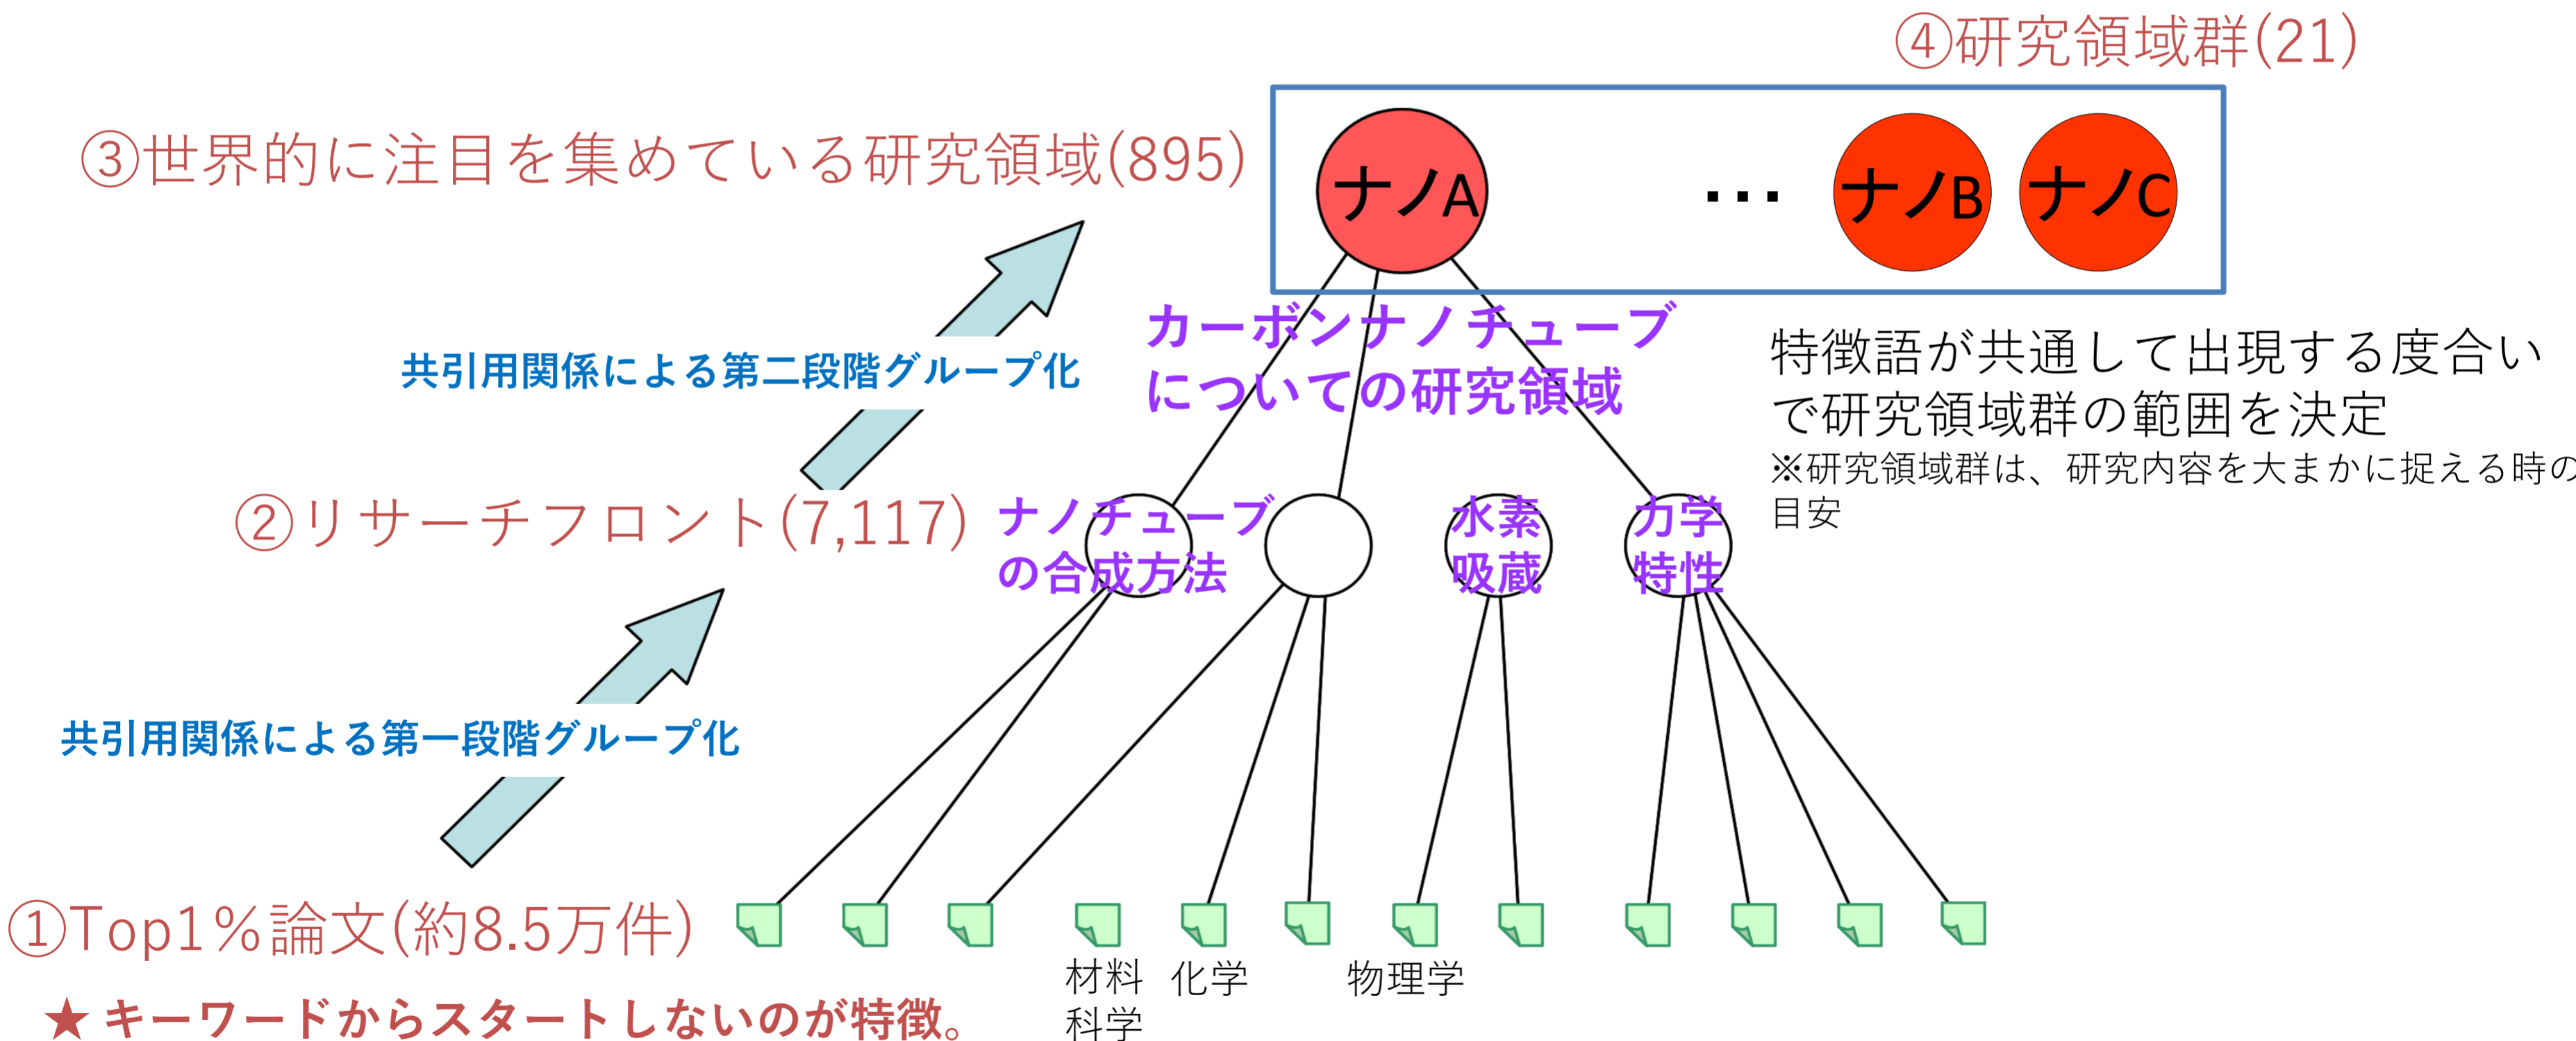 ④研究領域群(21)
③世界的に注目を集めている研究領域(895)
ナノA
…
ナノB
ナノC
カーボンナノチューブ
についての研究領域
特徴語が共通して出現する度合い
で研究領域群の範囲を決定
※研究領域群は、研究内容を大まかに捉える時の
目安
共引用関係による第二段階グループ化
②リサーチフロント(7,117)
ナノチューブ
の合成方法
水素
吸蔵
力学
特性
共引用関係による第一段階グループ化
①Top1%論文(約8.5万件)
材料
科学
化学
物理学
★ キーワードからスタートしないのが特徴。